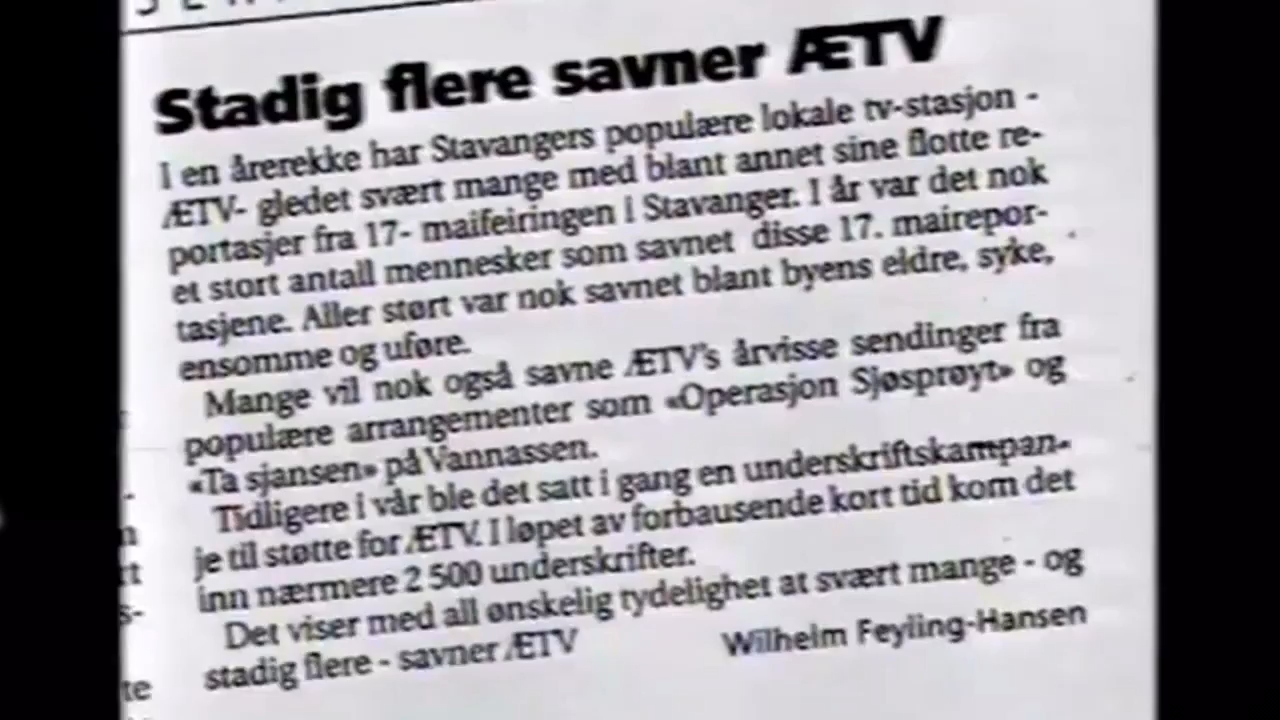 Stadig flere savner ÆTV
I en årerekke har Stavangers populære lokale tv-stasjon -
ÆTV- gledet svært mange med blant annet sine flotte re-
portasjer fra 17- maifeiringen i Stavanger. I år var det nok
et stort antall mennesker som savnet disse 17. mairepor-
tasjene. Aller størt var nok savnet blant byens eldre, syke,
ensomme og uføre.
Mange vil nok også savne ÆTV's årvisse sendinger fra
populære arrangementer som «Operasjon Sjøsprøyt» og
«Ta sjansen» på Vannassen.
Tidligere i vår ble det satt i gang en underskriftskampan-
je til støtte for ÆTV. I løpet av forbausende kort tid kom det
inn nærmere 2 500 underskrifter.
Det viser med all ønskelig tydelighet at svært mange - og
stadig flere - savner ÆTV
Wilhelm Feyling-Hansen